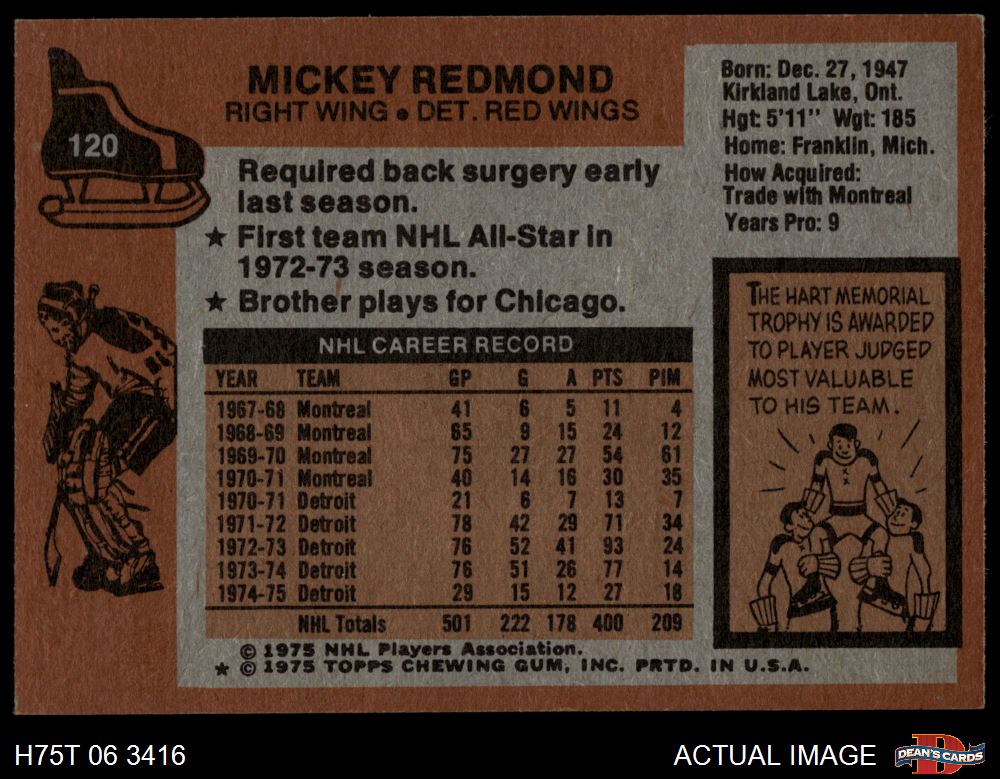 120
MICKEY REDMOND
RIGHT WING • DET. RED WINGS
Born: Dec. 27, 1947
Kirkland Lake, Ont.
Hgt: 5'11" Wgt: 185
Home: Franklin, Mich.
How Acquired:
Trade with Montreal
Years Pro: 9
Required back surgery early
last season.
★ First team NHL All-Star in
1972-73 season.
★ Brother plays for Chicago.
NHL CAREER RECORD
YEAR TEAM GP G A PTS PIM
1967-68 Montreal 41 6 5 11 4
1968-69 Montreal 65 9 15 24 12
1969-70 Montreal 75 27 27 54 61
1970-71 Montreal 40 14 16 30 35
1970-71 Detroit 21 6 7 13 7
1971-72 Detroit 78 42 29 71 34
1972-73 Detroit 76 52 41 93 24
1973-74 Detroit 76 51 26 77 14
1974-75 Detroit 29 15 12 27 18
NHL Totals 501 222 178 400 209
© 1975 NHL Players Association.
★ © 1975 TOPPS CHEWING GUM, INC. PRTD. IN U.S.A.
THE HART MEMORIAL
TROPHY IS AWARDED
TO PLAYER JUDGED
MOST VALUABLE
TO HIS TEAM.
H75T 06 3416
ACTUAL IMAGE
DEAN'S CARDS